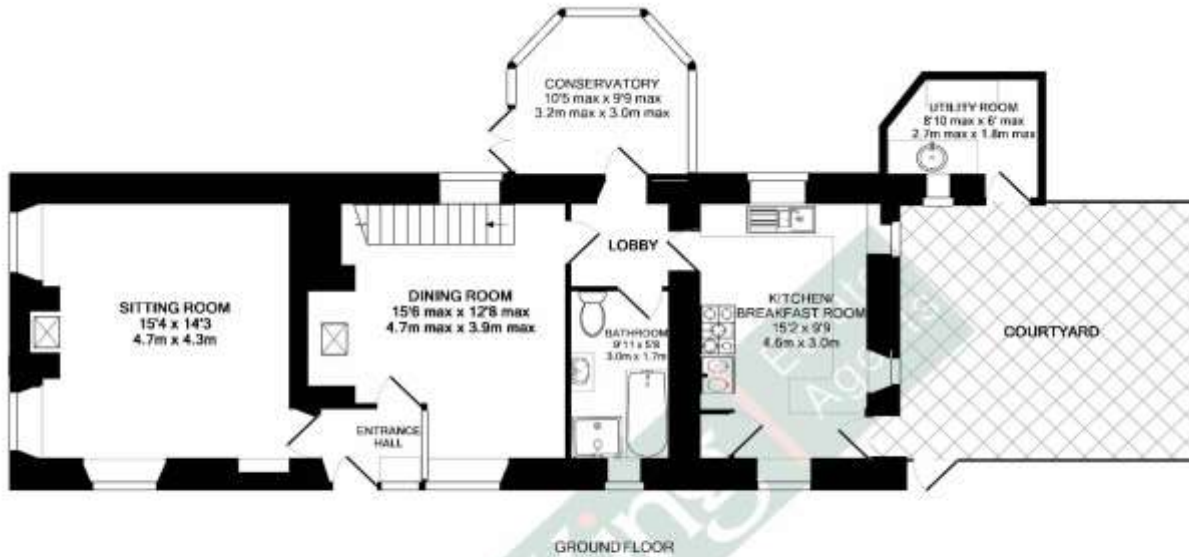 CONSERVATORY
10'5 max x 9'9 max
3.2m max x 3.0m max
UTILITY ROOM
8'10 max x 6' max
2.7m max x 1.8m max
SITTING ROOM
15'4 x 14'3
4.7m x 4.3m
DINING ROOM
15'6 max x 12'8 max
4.7m max x 3.9m max
LOBBY
BATHROOM
9'11 x 5'8
3.0m x 1.7m
KITCHEN/
BREAKFAST ROOM
15'2 x 9'9
4.6m x 3.0m
COURTYARD
ENTRANCE
HALL
GROUND FLOOR